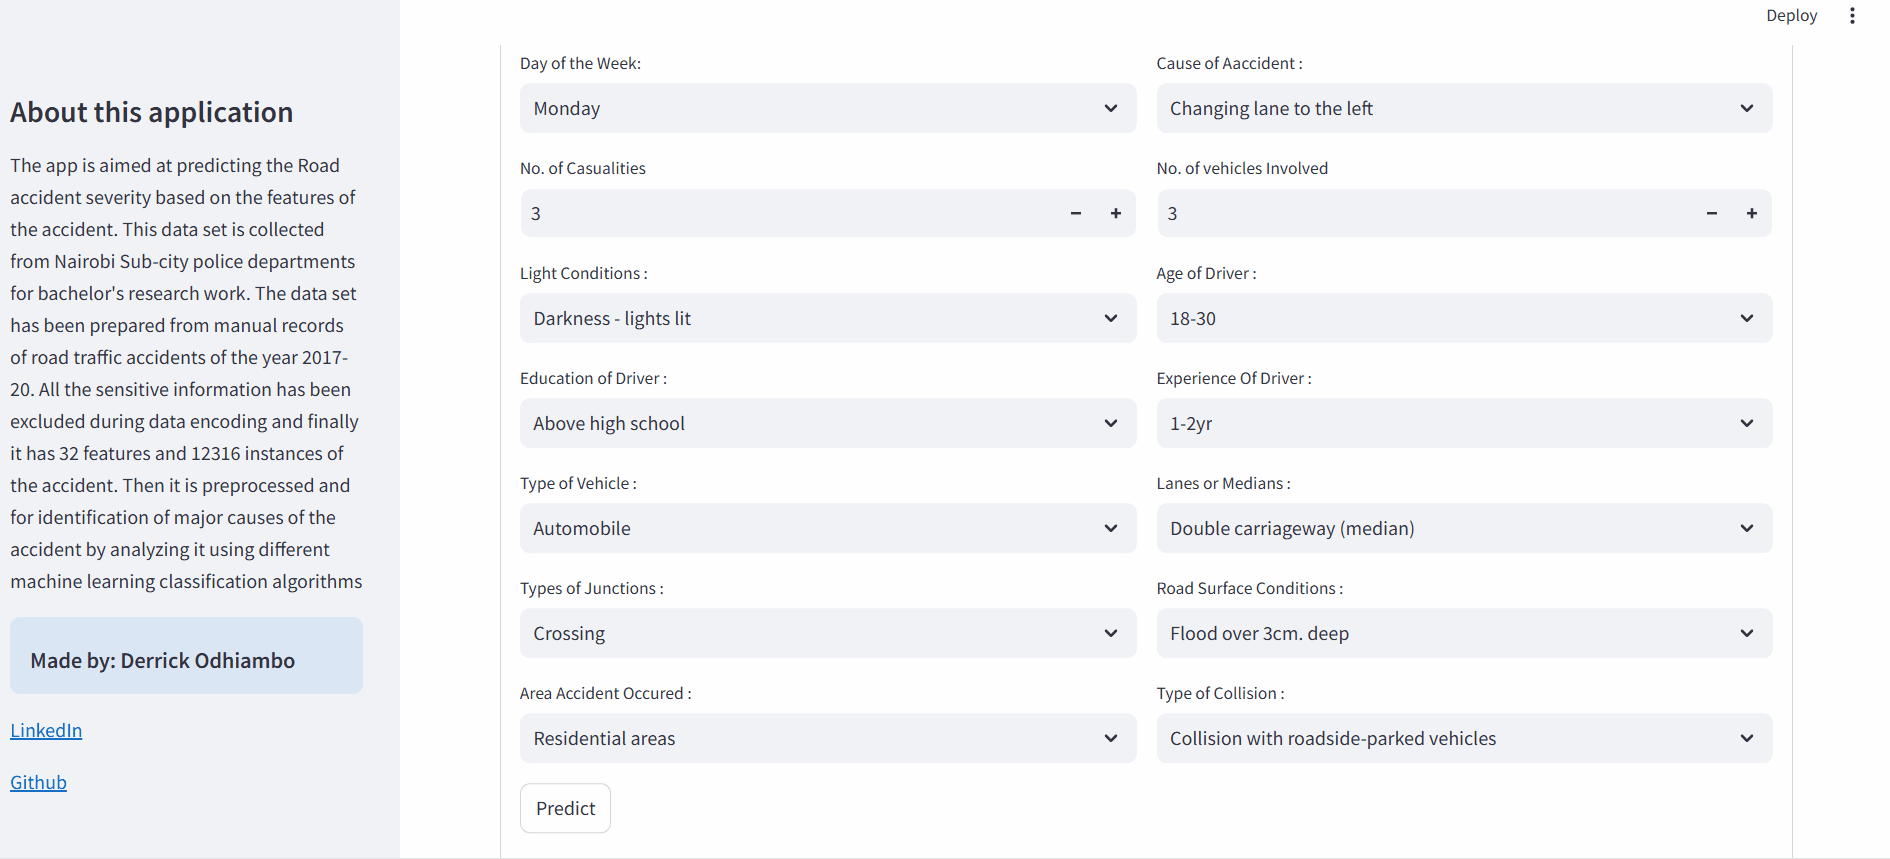 Deploy
About this application
The app is aimed at predicting the Road
accident severity based on the features of
the accident. This data set is collected
from Nairobi Sub-city police departments
for bachelor's research work. The data set
has been prepared from manual records
of road traffic accidents of the year 2017-
20. All the sensitive information has been
excluded during data encoding and finally
it has 32 features and 12316 instances of
the accident. Then it is preprocessed and
for identification of major causes of the
accident by analyzing it using different
machine learning classification algorithms
Made by: Derrick Odhiambo
LinkedIn
Github
Day of the Week:
Monday
Cause of Aaccident :
Changing lane to the left
No. of Casualities
3
No. of vehicles Involved
3
Light Conditions :
Darkness - lights lit
Age of Driver :
18-30
Education of Driver :
Above high school
Experience Of Driver :
1-2yr
Type of Vehicle :
Automobile
Lanes or Medians :
Double carriageway (median)
Types of Junctions :
Crossing
Road Surface Conditions :
Flood over 3cm. deep
Area Accident Occured :
Residential areas
Type of Collision :
Collision with roadside-parked vehicles
Predict